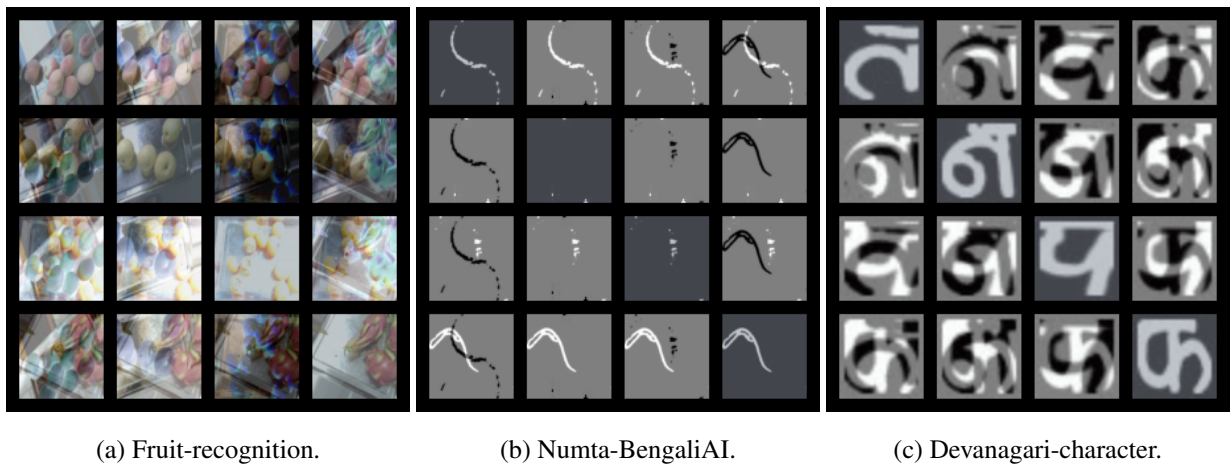 क
(a) Fruit-recognition.
(b) Numta-BengaliAI.
(c) Devanagari-character.